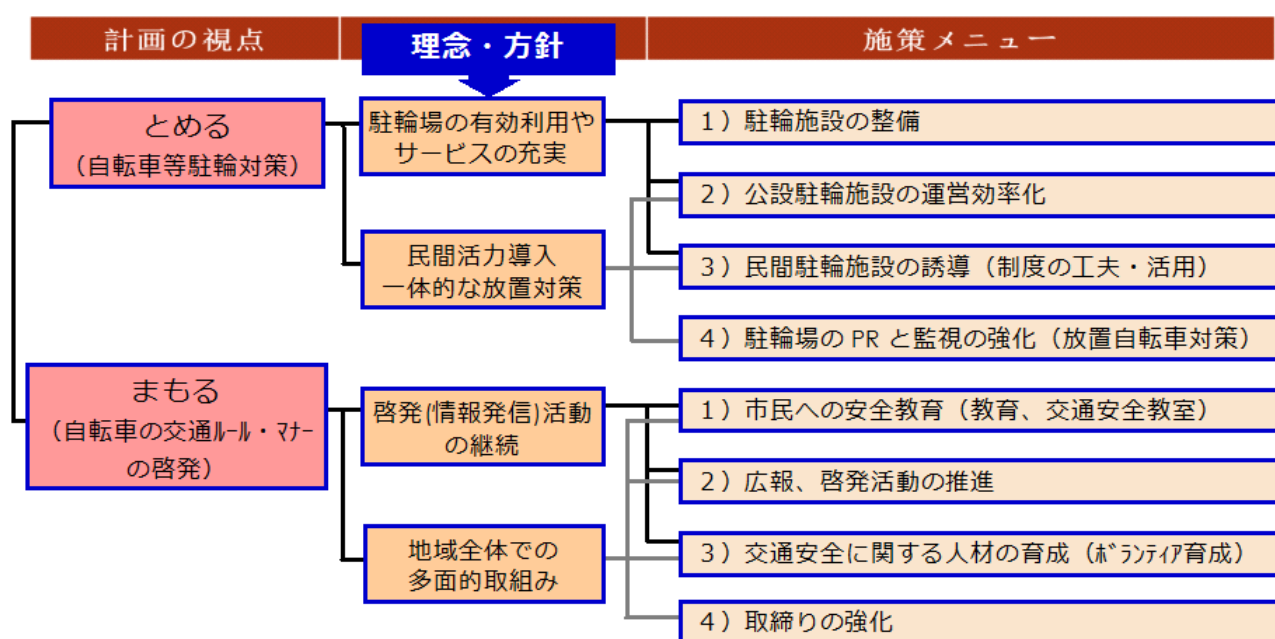 計画の視点
理念・方針
施策メニュー
とめる
（自転車等駐輪対策）
駐輪場の有効利用や
サービスの充実
1）駐輪施設の整備
2）公設駐輪施設の運営効率化
民間活力導入
一体的な放置対策
3）民間駐輪施設の誘導（制度の工夫・活用）
4）駐輪場の PR と監視の強化（放置自転車対策）
まもる
（自転車の交通ﾙｰﾙ・ﾏﾅｰ
の啓発）
啓発(情報発信)活動
の継続
1）市民への安全教育（教育、交通安全教室）
2）広報、啓発活動の推進
地域全体での
多面的取組み
3）交通安全に関する人材の育成（ﾎﾞﾗﾝﾃｨｱ育成）
4）取締りの強化